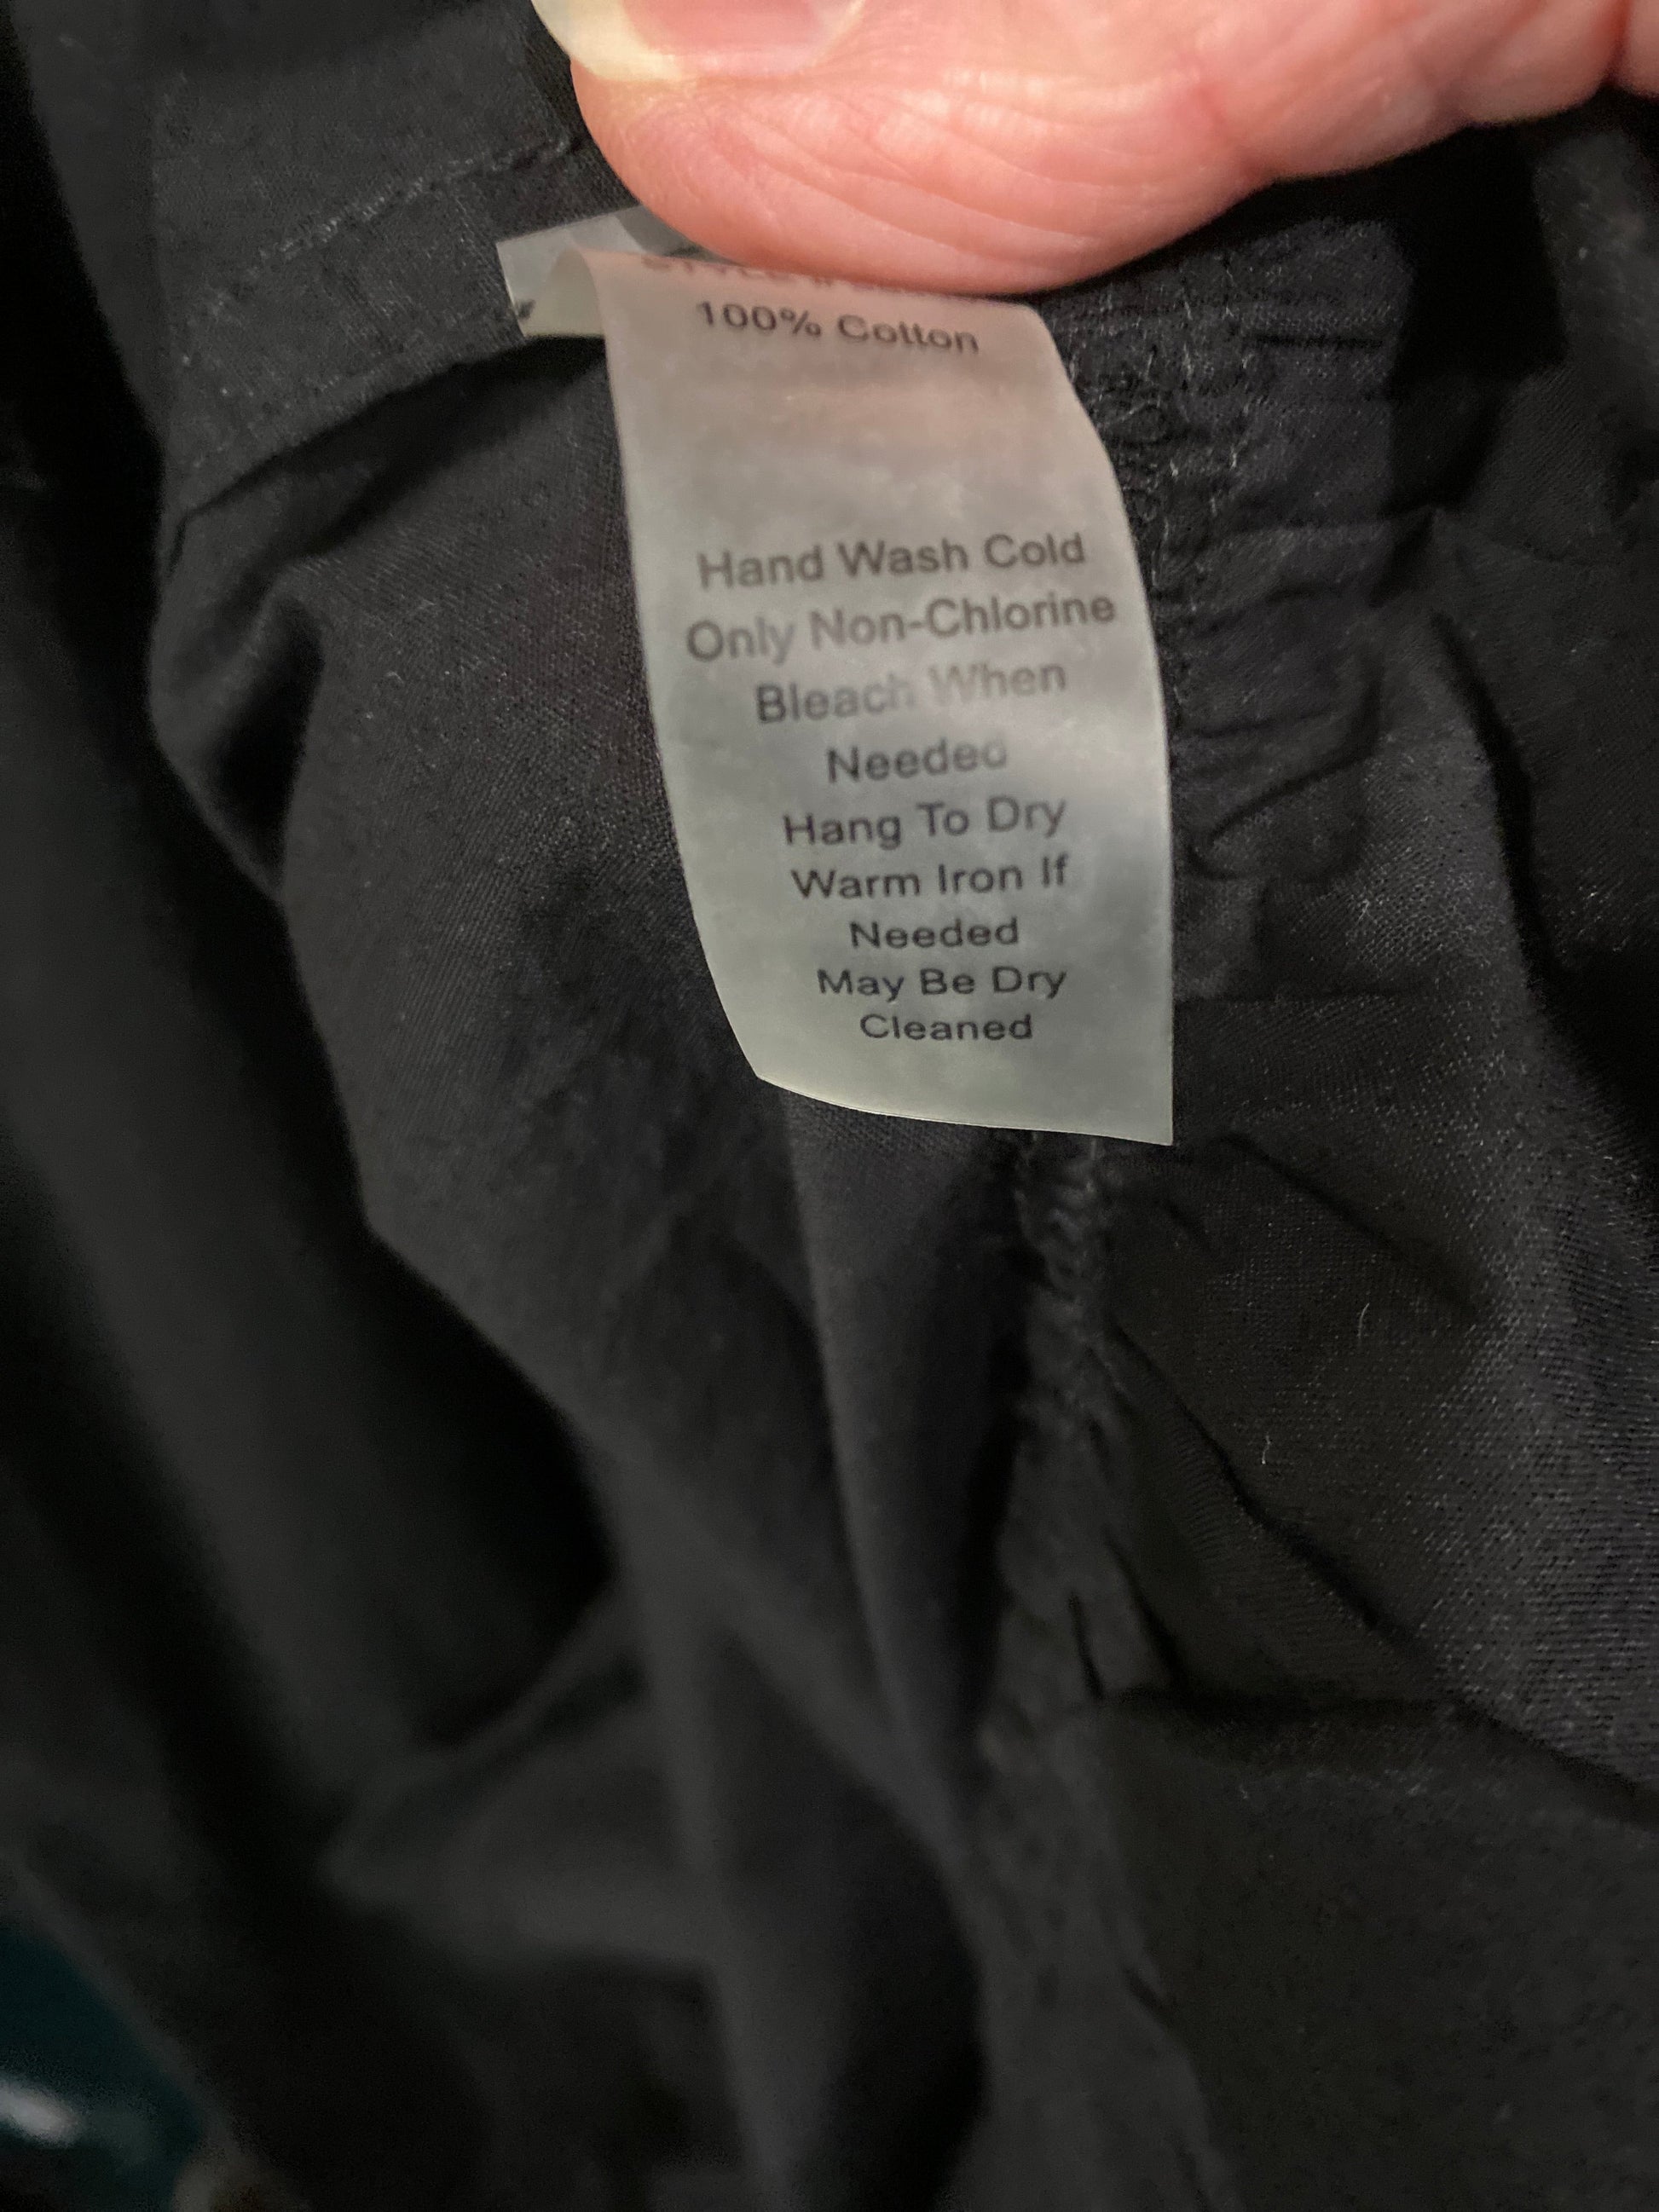 100% Cotton
Hand Wash Cold
Only Non-Chlorine
Bleach When
Needed
Hang To Dry
Warm Iron If
Needed
May Be Dry
Cleaned